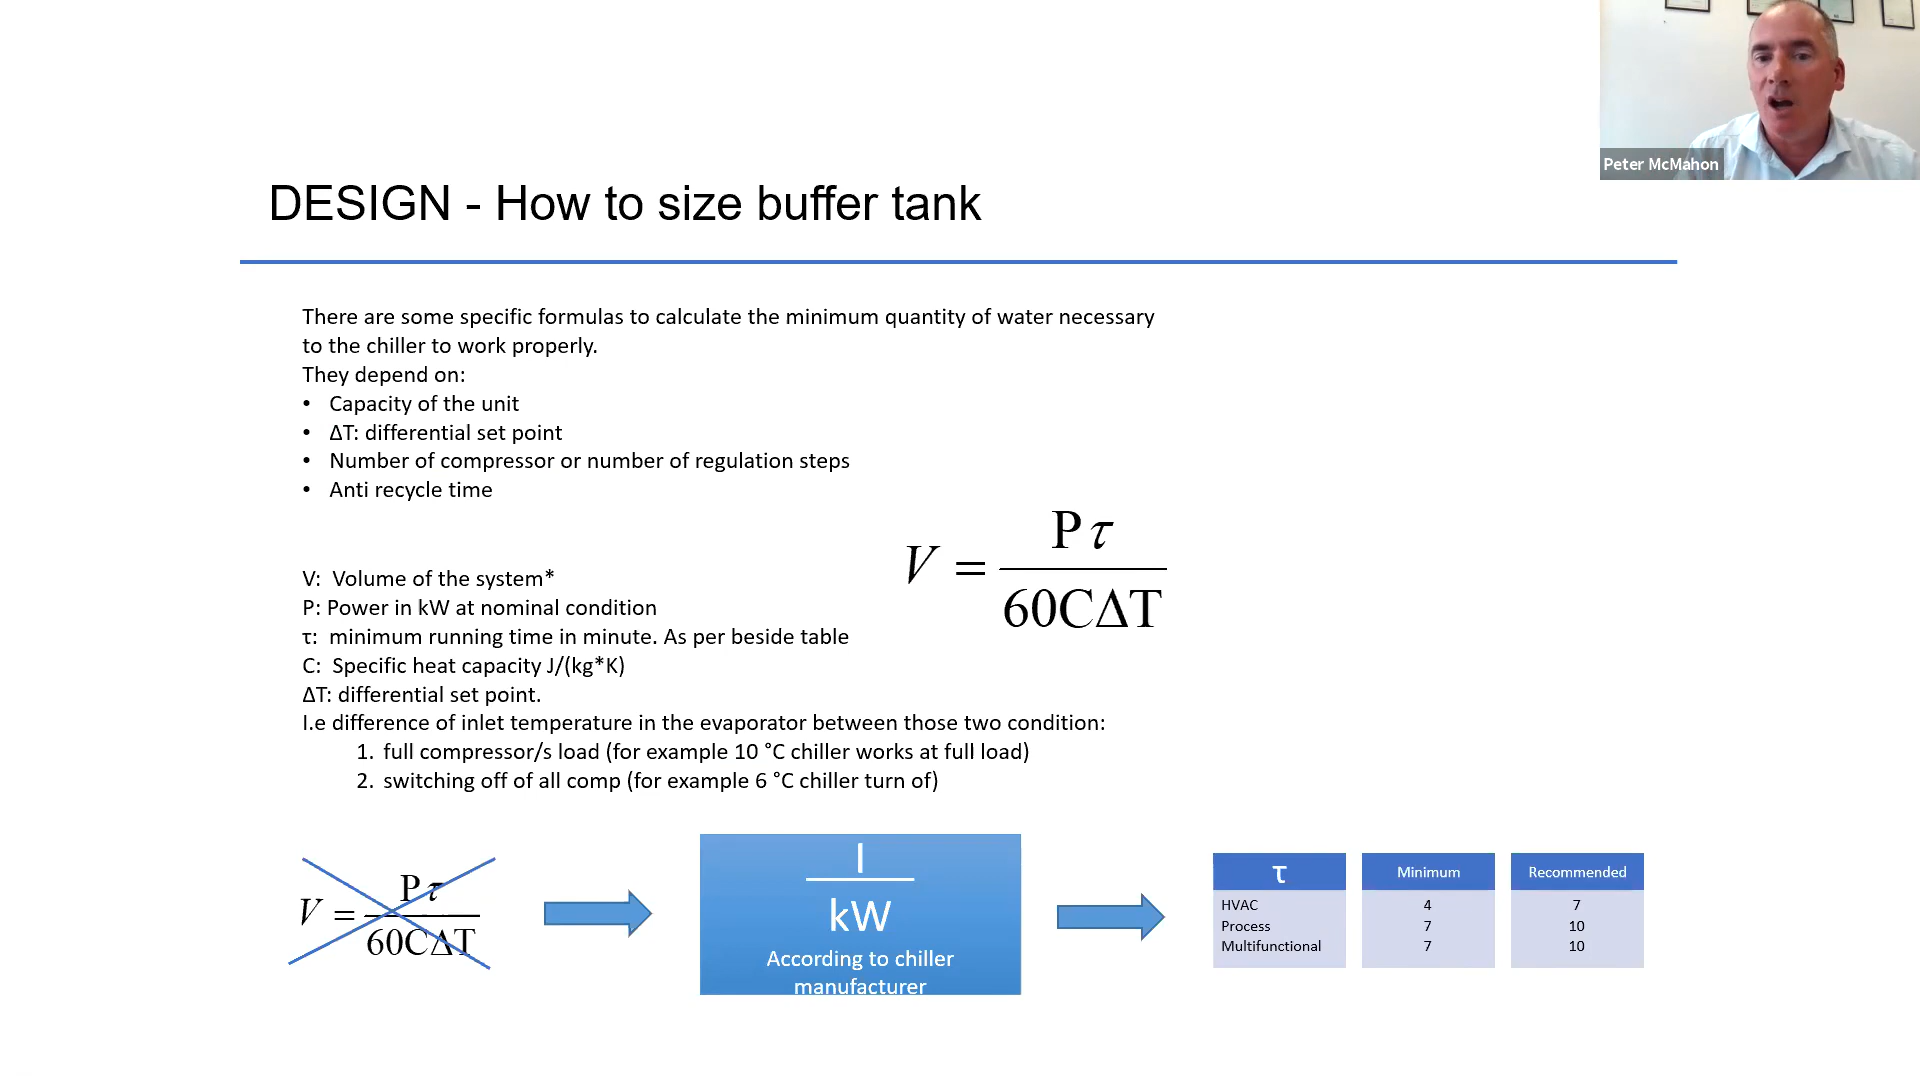 Peter McMahon
DESIGN - How to size buffer tank
There are some specific formulas to calculate the minimum quantity of water necessary
to the chiller to work properly.
They depend on:
• Capacity of the unit
• ΔT: differential set point
• Number of compressor or number of regulation steps
• Anti recycle time
V = Pτ / 60CΔT
V: Volume of the system*
P: Power in kW at nominal condition
τ: minimum running time in minute. As per beside table
C: Specific heat capacity J/(kg*K)
ΔT: differential set point.
I.e difference of inlet temperature in the evaporator between those two condition:
1. full compressor/s load (for example 10 °C chiller works at full load)
2. switching off of all comp (for example 6 °C chiller turn of)
V = Pτ / 60CΔT
l
kW
According to chiller
manufacturer
τ Minimum Recommended
HVAC 4 7
Process 7 10
Multifunctional 7 10